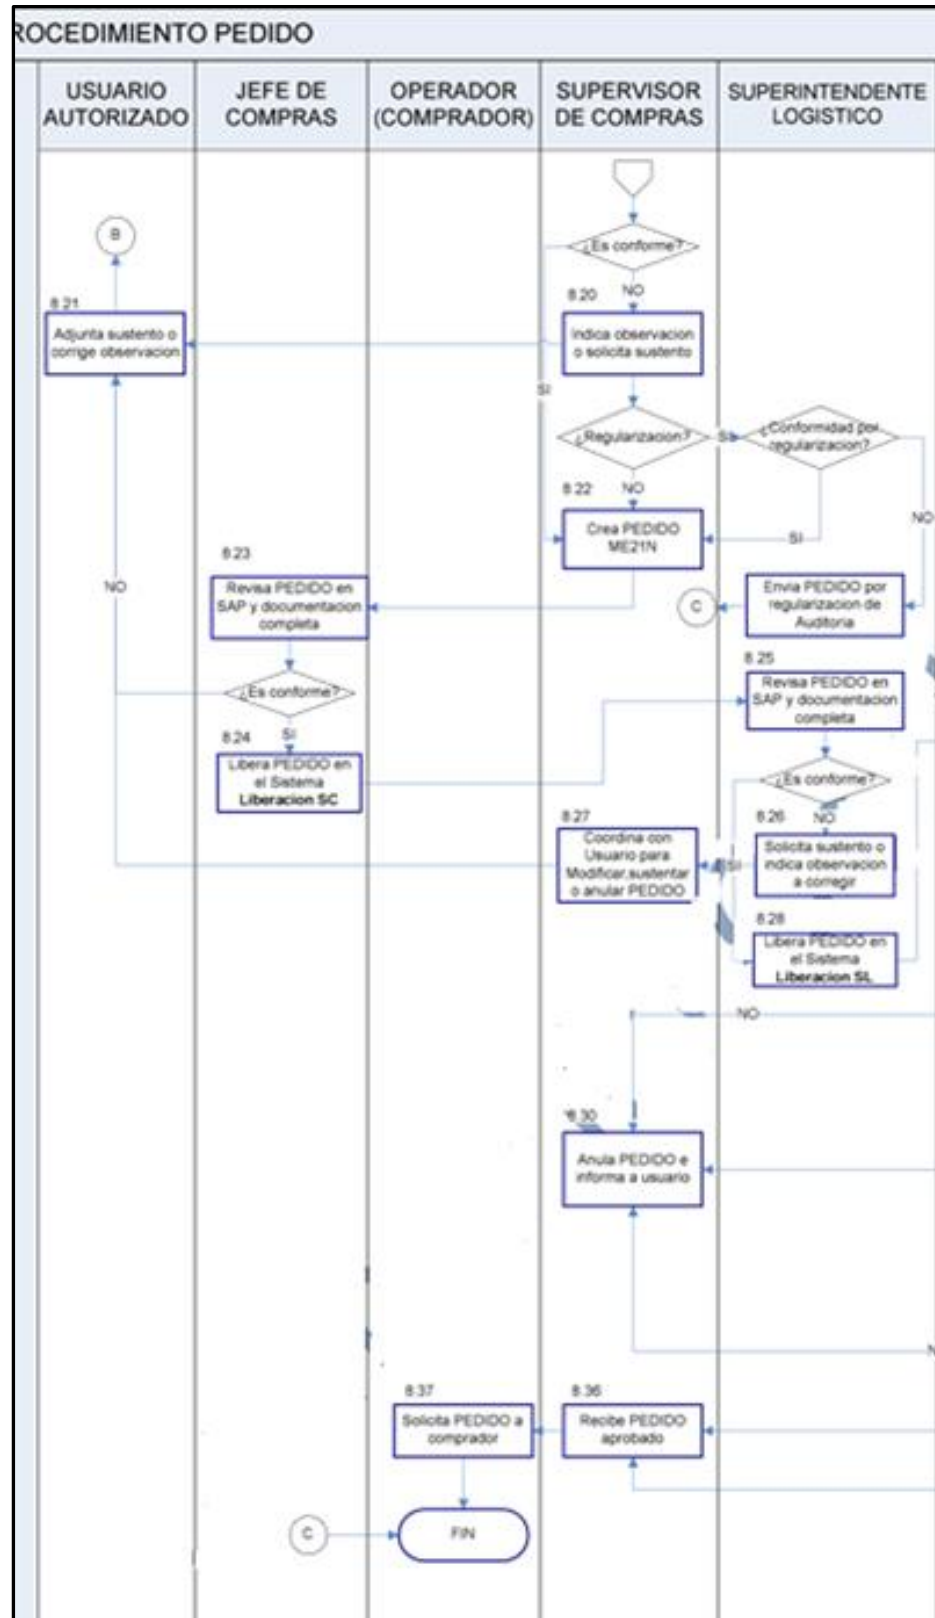 ROCEDIMIENTO PEDIDO
USUARIO
AUTORIZADO
JEFE DE
COMPRAS
OPERADOR
(COMPRADOR)
SUPERVISOR
DE COMPRAS
SUPERINTENDENTE
LOGISTICO
B
¿Es conforme?
NO
8.20
8.21
Adjunta sustento o
corrige observacion
Indica observacion
o solicita sustento
SI
¿Regularizacion?
SI
¿Conformidad por
regularizacion?
NO
8.22
NO
Crea PEDIDO
ME21N
SI
8.23
Revisa PEDIDO en
SAP y documentacion
completa
NO
C
Envia PEDIDO por
regularizacion de
Auditoria
8.25
Revisa PEDIDO en
SAP y documentacion
completa
¿Es conforme?
SI
8.24
Libera PEDIDO en
el Sistema
Liberacion SC
¿Es conforme?
NO
8.26
8.27
Coordina con
Usuario para
Modificar,sustentar
o anular PEDIDO
SI
Solicita sustento o
indica observacion
a corregir
8.28
Libera PEDIDO en
el Sistema
Liberacion SL
NO
8.30
Anula PEDIDO e
informa a usuario
N
8.37
Solicita PEDIDO a
comprador
8.36
Recibe PEDIDO
aprobado
C
FIN